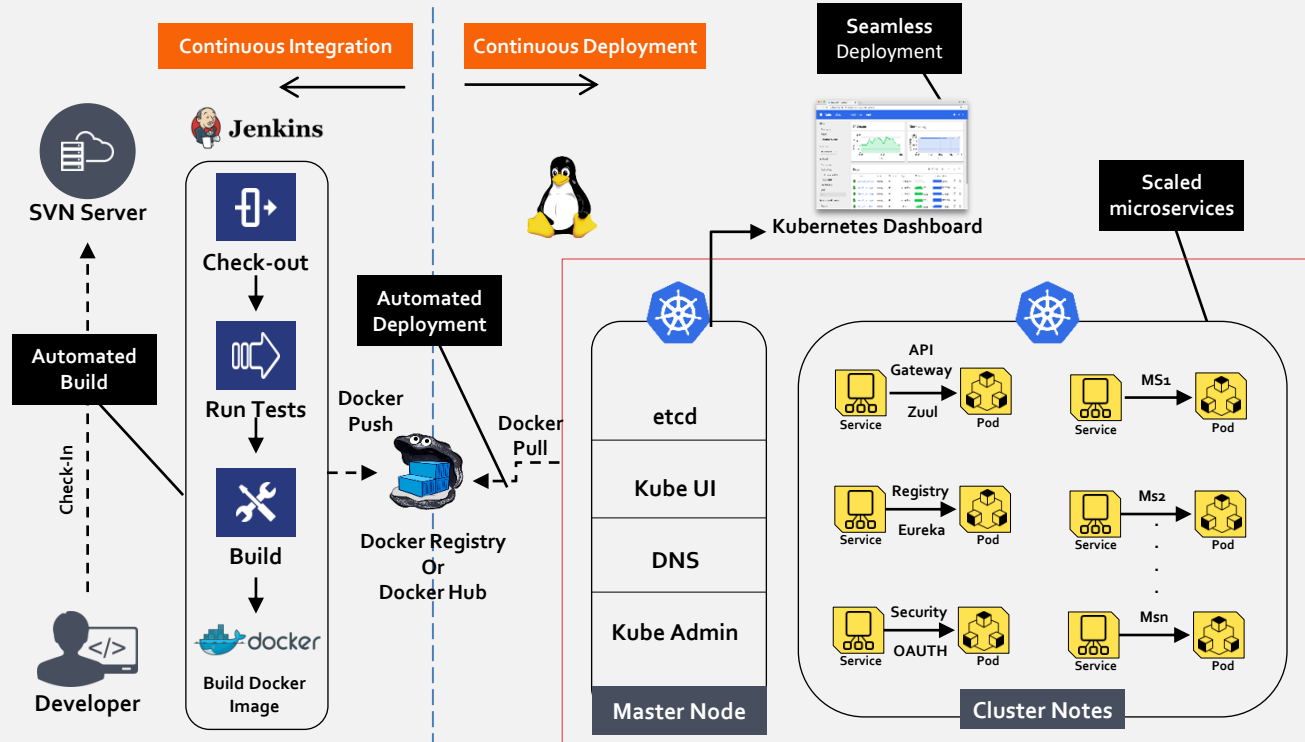 Continuous Integration
Continuous Deployment
Seamless
Deployment
Jenkins
SVN Server
Check-out
Kubernetes Dashboard
Scaled
microservices
Automated
Deployment
Automated
Build
Run Tests
Docker
Push
Docker
Pull
Check-In
Build
Docker Registry
Or
Docker Hub
docker
Build Docker
Image
Developer
etcd
Kube UI
DNS
Kube Admin
Master Node
API
Gateway
Zuul
Service
Pod
MS1
Service
Pod
Registry
Eureka
Service
Pod
Ms2
Service
Pod
.
.
.
.
Security
OAUTH
Service
Pod
Msn
Service
Pod
Cluster Notes